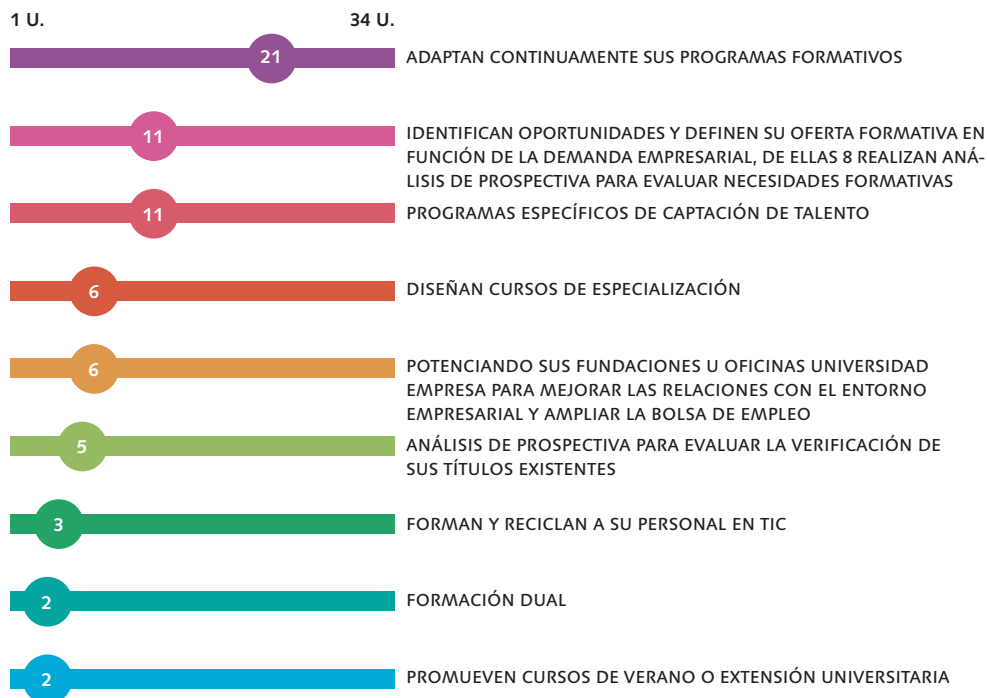 1 U. 34 U.
21 ADAPTAN CONTINUAMENTE SUS PROGRAMAS FORMATIVOS
11 IDENTIFICAN OPORTUNIDADES Y DEFINEN SU OFERTA FORMATIVA EN
FUNCIÓN DE LA DEMANDA EMPRESARIAL, DE ELLAS 8 REALIZAN ANÁ-
LISIS DE PROSPECTIVA PARA EVALUAR NECESIDADES FORMATIVAS
11 PROGRAMAS ESPECÍFICOS DE CAPTACIÓN DE TALENTO
6 DISEÑAN CURSOS DE ESPECIALIZACIÓN
6 POTENCIANDO SUS FUNDACIONES U OFICINAS UNIVERSIDAD
EMPRESA PARA MEJORAR LAS RELACIONES CON EL ENTORNO
EMPRESARIAL Y AMPLIAR LA BOLSA DE EMPLEO
5 ANÁLISIS DE PROSPECTIVA PARA EVALUAR LA VERIFICACIÓN DE
SUS TÍTULOS EXISTENTES
3 FORMAN Y RECICLAN A SU PERSONAL EN TIC
2 FORMACIÓN DUAL
2 PROMUEVEN CURSOS DE VERANO O EXTENSIÓN UNIVERSITARIA